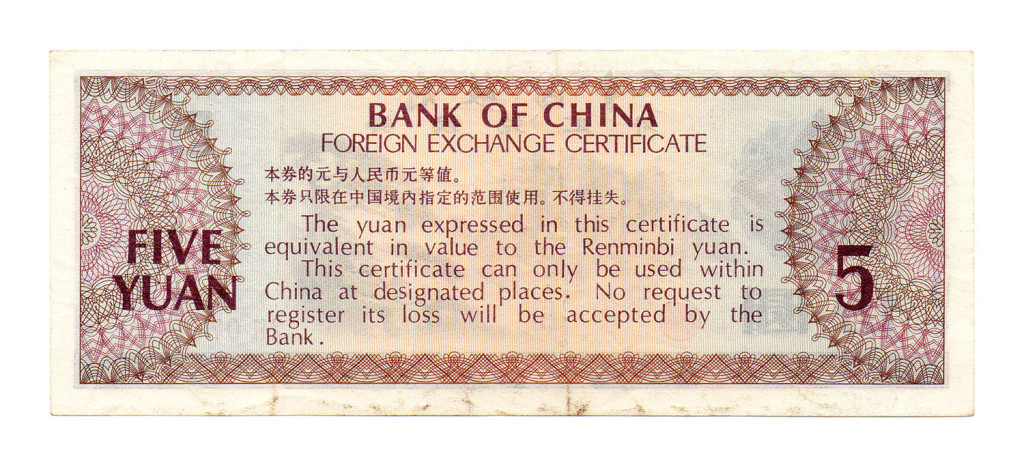 BANK OF CHINA
FOREIGN EXCHANGE CERTIFICATE
本券的元与人民币元等値。
本券只限在中国境内指定的范围使用。不得挂失。
The yuan expressed in this certificate is
equivalent in value to the Renminbi yuan.
This certificate can only be used within
China at designated places. No request to
register its loss will be accepted by the
Bank.
FIVE
YUAN
5